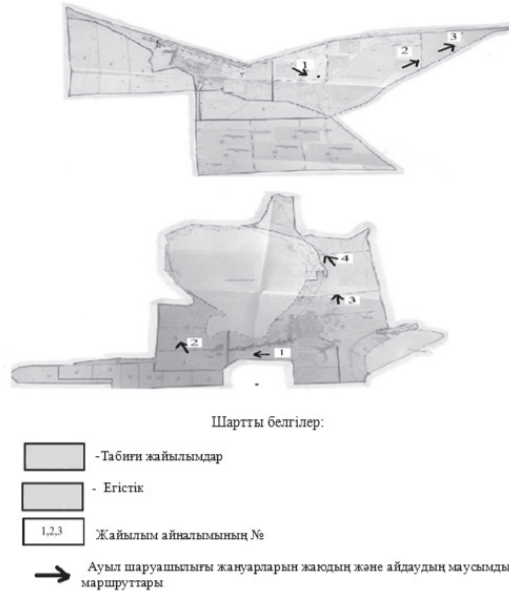 1
2
3
4
3
2
1
Шартты белгілер:
-Табиғи жайылымдар
- Егістік
1,2,3 Жайылым айналымының №
Ауыл шаруашылығы жануарларын жаюдың және айдаудың маусымды
маршруттары